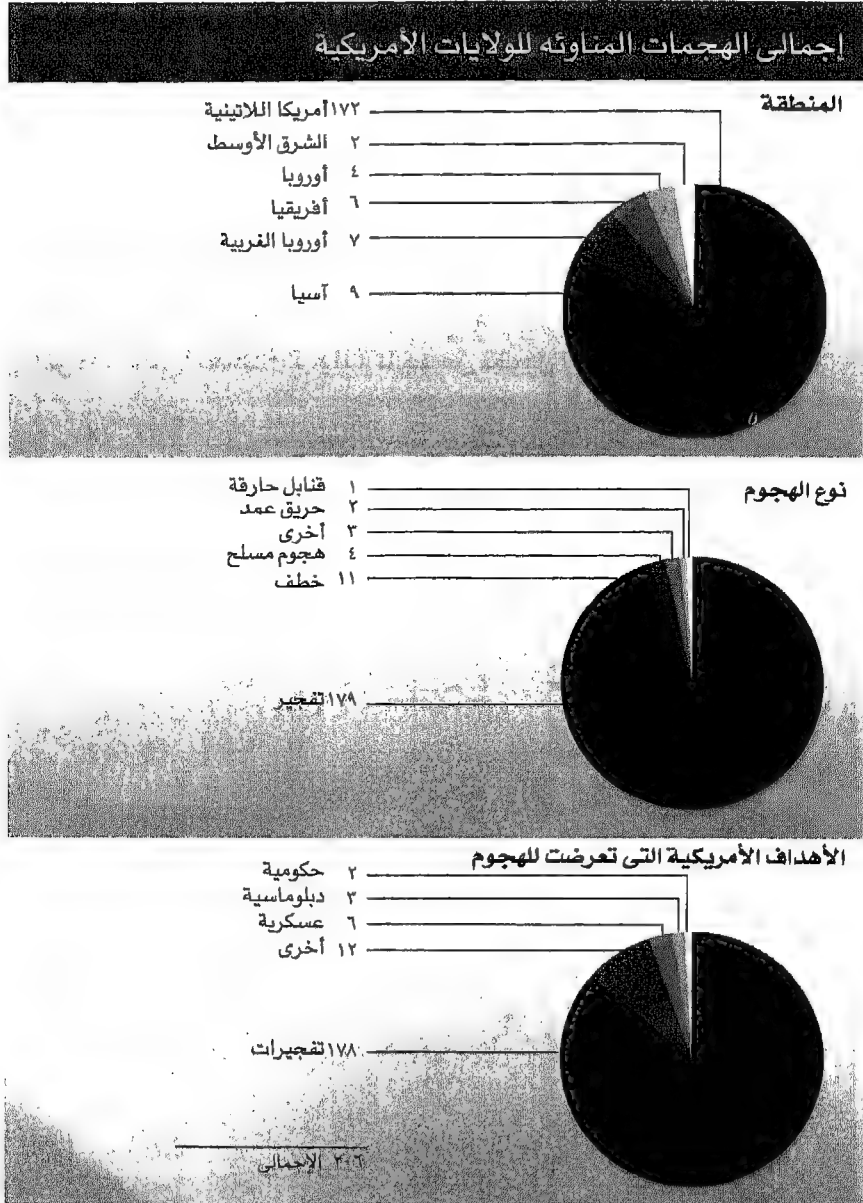 إجمالى الهجمات المناوئه للولايات الأمريكية
المنطقة
١٧٢ أمريكا اللاتينية
٢ الشرق الأوسط
٤ أوروبا
٦ أفريقيا
٧ أوروبا الغربية
٩ آسيا
نوع الهجوم
١ قنابل حارقة
٢ حريق عمد
٣ أخرى
٤ هجوم مسلح
١١ خطف
١٧٩ تفجير
الأهداف الأمريكية التى تعرضت للهجوم
٢ حكومية
٣ دبلوماسية
٦ عسكرية
١٢ أخرى
١٧٨ تفجيرات
٢٠٦ الإجمالى